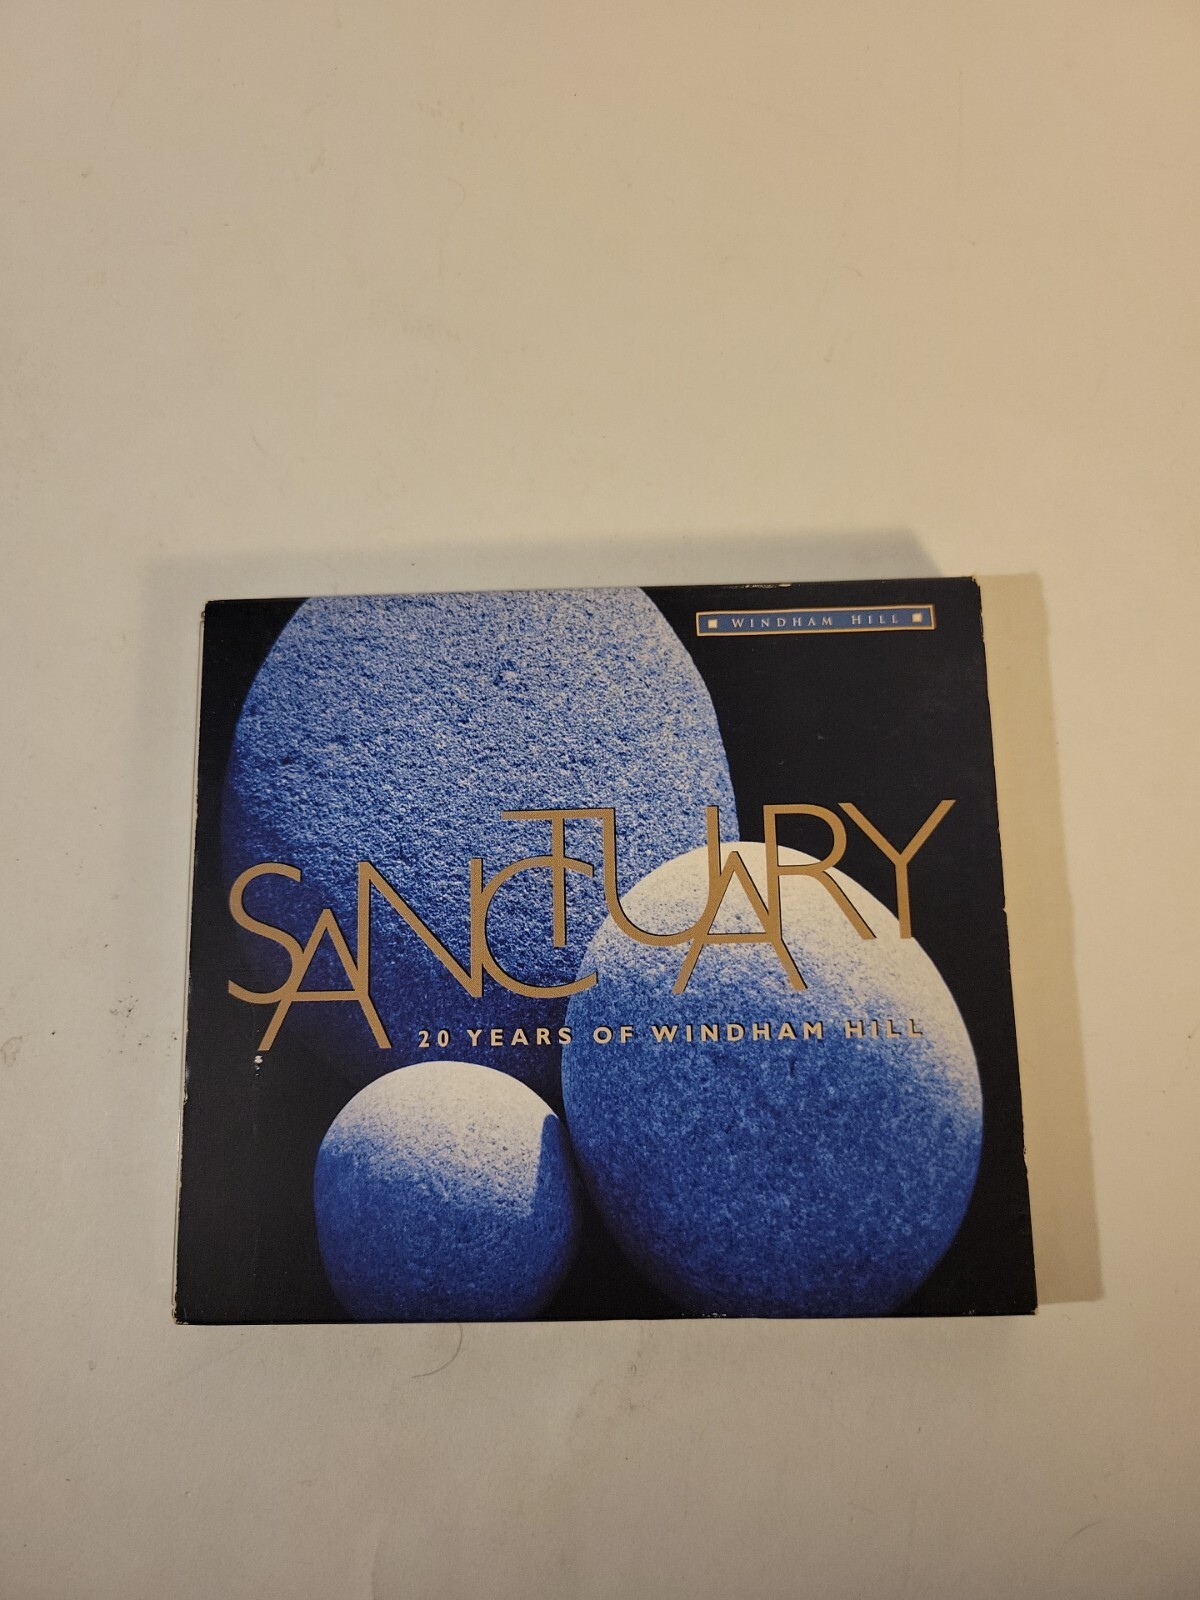 WINDHAM HILL
SANCTUARY
20 YEARS OF WINDHAM HILL